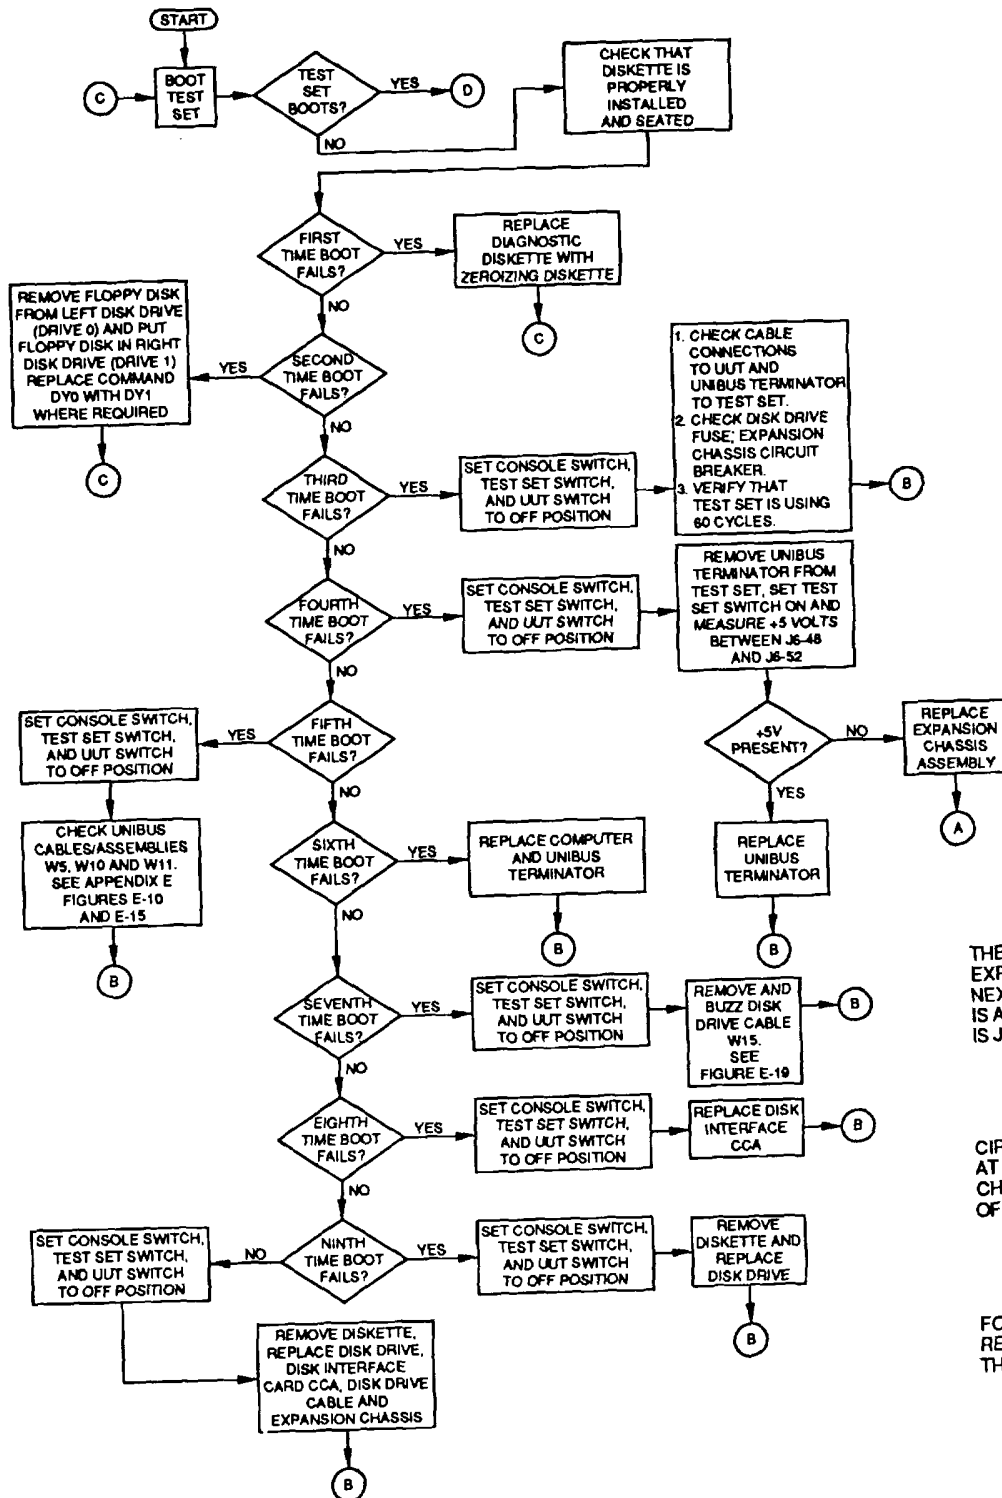 START
C
BOOT
TEST
SET
TEST
SET
BOOTS?
YES
D
NO
CHECK THAT
DISKETTE IS
PROPERLY
INSTALLED
AND SEATED
FIRST
TIME BOOT
FAILS?
YES
REPLACE
DIAGNOSTIC
DISKETTE WITH
ZEROIZING DISKETTE
C
NO
SECOND
TIME BOOT
FAILS?
YES
REMOVE FLOPPY DISK
FROM LEFT DISK DRIVE
(DRIVE 0) AND PUT
FLOPPY DISK IN RIGHT
DISK DRIVE (DRIVE 1)
REPLACE COMMAND
DY0 WITH DY1
WHERE REQUIRED
C
NO
THIRD
TIME BOOT
FAILS?
YES
SET CONSOLE SWITCH,
TEST SET SWITCH,
AND UUT SWITCH
TO OFF POSITION
1. CHECK CABLE
CONNECTIONS
TO UUT AND
UNIBUS TERMINATOR
TO TEST SET.
2. CHECK DISK DRIVE
FUSE; EXPANSION
CHASSIS CIRCUIT
BREAKER.
3. VERIFY THAT
TEST SET IS USING
60 CYCLES.
B
NO
FOURTH
TIME BOOT
FAILS?
YES
SET CONSOLE SWITCH,
TEST SET SWITCH,
AND UUT SWITCH
TO OFF POSITION
REMOVE UNIBUS
TERMINATOR FROM
TEST SET, SET TEST
SET SWITCH ON AND
MEASURE +5 VOLTS
BETWEEN J6-48
AND J6-52
+5V
PRESENT?
NO
REPLACE
EXPANSION
CHASSIS
ASSEMBLY
A
YES
REPLACE
UNIBUS
TERMINATOR
B
NO
FIFTH
TIME BOOT
FAILS?
YES
SET CONSOLE SWITCH,
TEST SET SWITCH,
AND UUT SWITCH
TO OFF POSITION
CHECK UNIBUS
CABLES/ASSEMBLIES
W5, W10 AND W11.
SEE APPENDIX E
FIGURES E-10
AND E-15
B
NO
SIXTH
TIME BOOT
FAILS?
YES
REPLACE COMPUTER
AND UNIBUS
TERMINATOR
B
NO
SEVENTH
TIME BOOT
FAILS?
YES
SET CONSOLE SWITCH,
TEST SET SWITCH,
AND UUT SWITCH
TO OFF POSITION
REMOVE AND
BUZZ DISK
DRIVE CABLE
W15.
SEE
FIGURE E-19
B
NO
EIGHTH
TIME BOOT
FAILS?
YES
SET CONSOLE SWITCH,
TEST SET SWITCH,
AND UUT SWITCH
TO OFF POSITION
REPLACE DISK
INTERFACE
CCA
B
NO
NINTH
TIME BOOT
FAILS?
YES
SET CONSOLE SWITCH,
TEST SET SWITCH,
AND UUT SWITCH
TO OFF POSITION
REMOVE
DISKETTE AND
REPLACE
DISK DRIVE
B
NO
SET CONSOLE SWITCH,
TEST SET SWITCH,
AND UUT SWITCH
TO OFF POSITION
REMOVE DISKETTE,
REPLACE DISK DRIVE,
DISK INTERFACE
CARD CCA, DISK DRIVE
CABLE AND
EXPANSION CHASSIS
B
THE
EXP
NEX
IS A
IS J
CIF
AT
CH
OF
FO
RE
TH